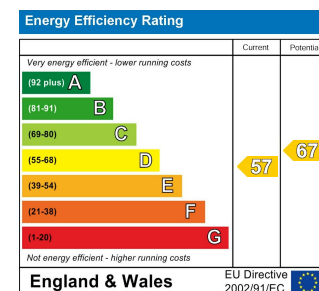 Energy Efficiency Rating
Current Potentia
Very energy efficient - lower running costs
(92 plus) A
(81-91) B
(69-80) C
(55-68) D
(39-54) E
(21-38) F
(1-20) G
57
67
Not energy efficient - higher running costs
England & Wales
EU Directive
2002/91/EC